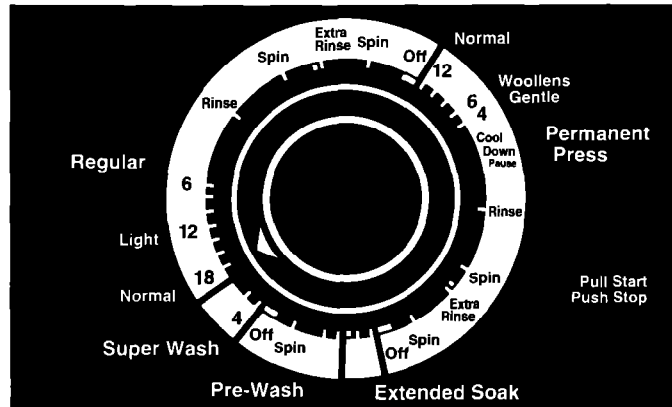 Normal
Woollens
Gentle
Permanent
Press
Pull Start
Push Stop
Extended Soak
Pre-Wash
Super Wash
Normal
Light
Regular
Off
12
6
4
Cool
Down
Pause
Rinse
Spin
Extra
Rinse
Spin
Off
Spin
Off
4
18
12
6
Rinse
Spin
Extra
Rinse
Spin